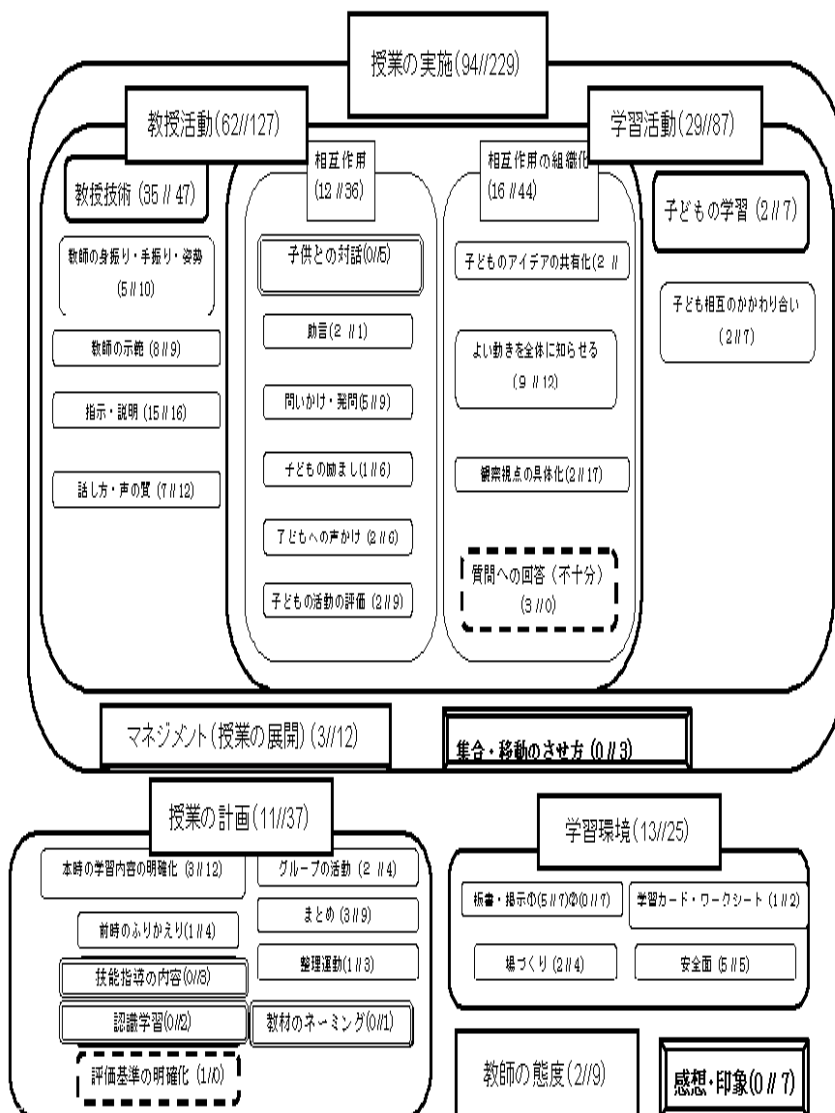 授業の実施(94//229)
教授活動(62//127)
学習活動(29//87)
教授技術 (35 // 47)
教師の身振り・手振り・姿勢
(5 // 10)
教師の示範 (8 // 9)
指示・説明 (15 // 16)
話し方・声の質 (7 // 12)
相互作用
(12 // 36)
子供との対話(0//5)
助言(2 // 1)
問いかけ・発問(5 // 9)
子どもの励まし(1 // 6)
子どもへの声かけ (2 // 6)
子どもの活動の評価 (2 // 9)
相互作用の組織化
(16 // 44)
子どものアイデアの共有化(2 //
よい動きを全体に知らせる
(9 // 12)
観察視点の具体化(2 // 17)
質問への回答 (不十分)
(3 // 0)
子どもの学習 (2 // 7)
子ども相互のかかわり合い
(2 // 7)
マネジメント(授業の展開) (3//12)
集合・移動のさせ方 (0 // 3)
授業の計画(11//37)
本時の学習内容の明確化 (3 // 12)
前時のふりかえり(1 // 4)
技能指導の内容(0//3)
認識学習(0//2)
評価基準の明確化 (1//0)
グループの活動 (2 // 4)
まとめ (3 // 9)
整理運動(1 // 3)
教材のネーミング(0//1)
学習環境(13//25)
板書・掲示①(5 // 7)②(0 // 7)
学習カード・ワークシート (1 // 2)
場づくり (2 // 4)
安全面 (5 // 5)
教師の態度(2//9)
感想・印象(0 // 7)